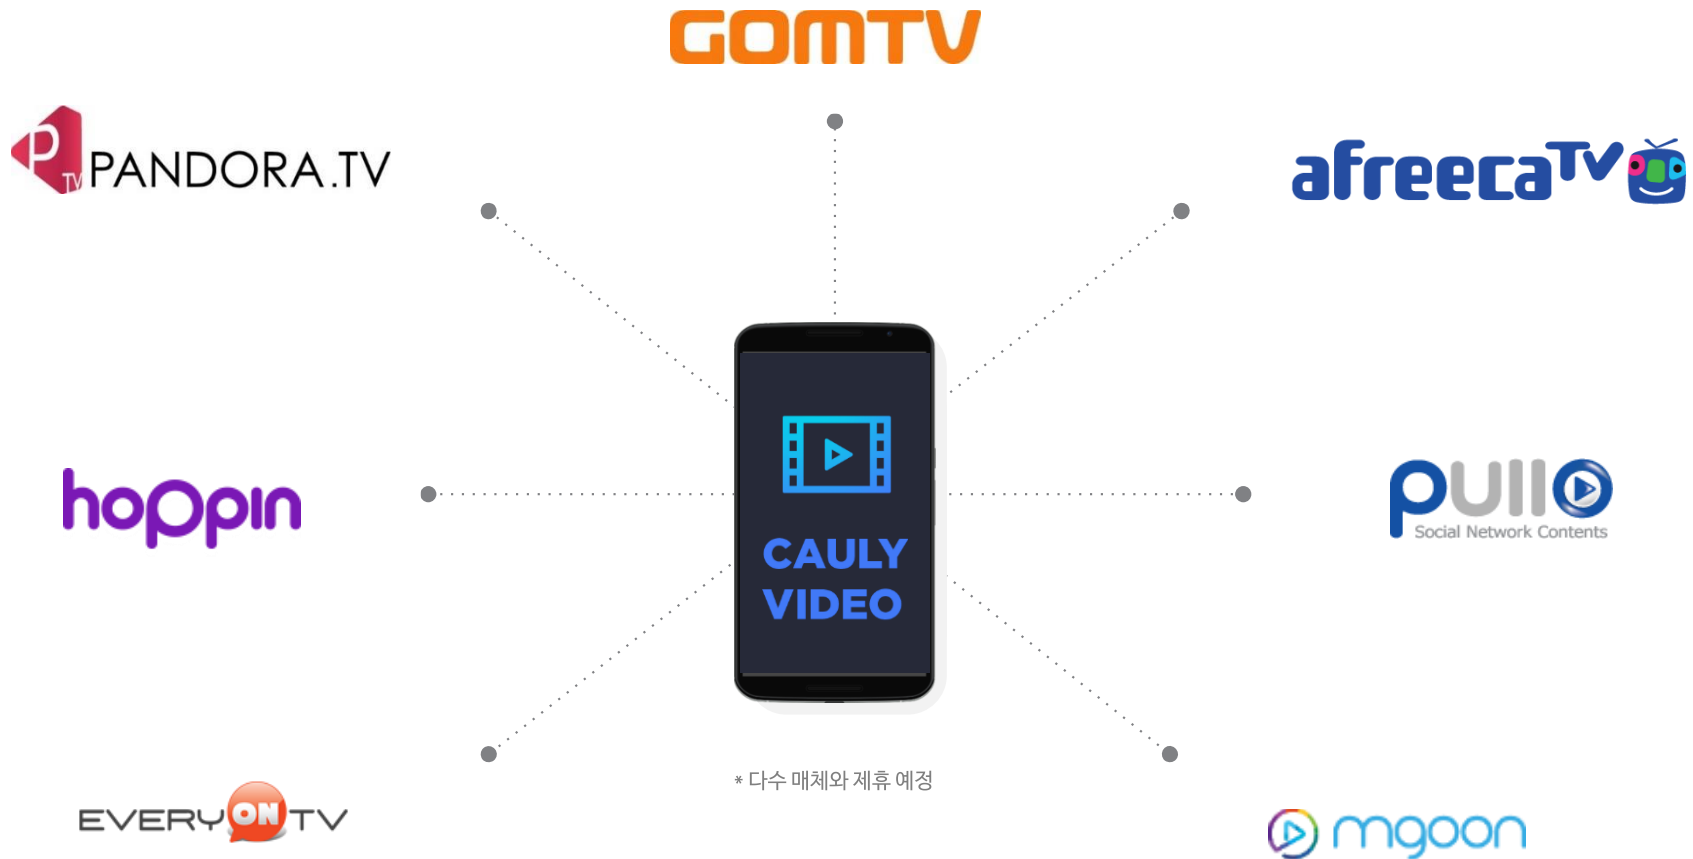 GOMTV
P
TV
PANDORA.TV
afreecaTV
hoppin
CAULY
VIDEO
pullo
Social Network Contents
* 다수 매체와 제휴 예정
EVERYONTV
mgoon